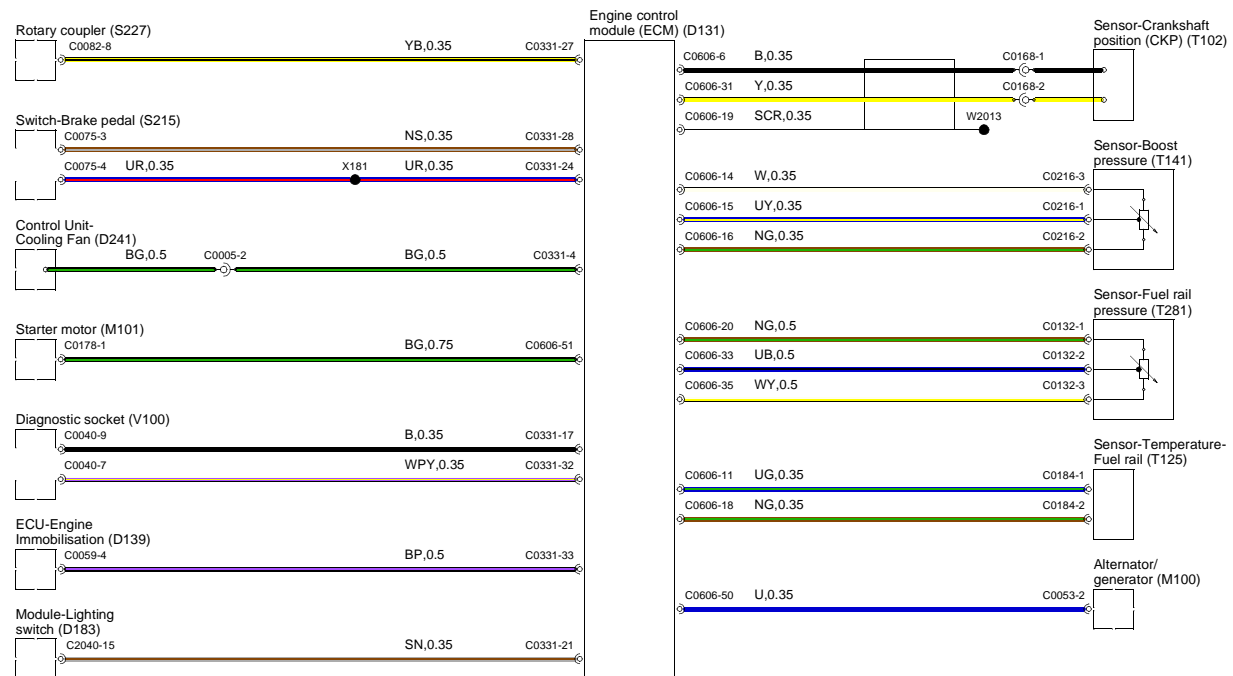 Engine control
module (ECM) (D131)
Rotary coupler (S227)
C0082-8 YB,0.35 C0331-27
Switch-Brake pedal (S215)
C0075-3 NS,0.35 C0331-28
C0075-4 UR,0.35 X181 UR,0.35 C0331-24
Control Unit-
Cooling Fan (D241)
BG,0.5 C0005-2 BG,0.5 C0331-4
Starter motor (M101)
C0178-1 BG,0.75 C0606-51
Diagnostic socket (V100)
C0040-9 B,0.35 C0331-17
C0040-7 WPY,0.35 C0331-32
ECU-Engine
Immobilisation (D139)
C0059-4 BP,0.5 C0331-33
Module-Lighting
switch (D183)
C2040-15 SN,0.35 C0331-21
Sensor-Crankshaft
position (CKP) (T102)
C0606-6 B,0.35 C0168-1
C0606-31 Y,0.35 C0168-2
C0606-19 SCR,0.35 W2013
Sensor-Boost
pressure (T141)
C0606-14 W,0.35 C0216-3
C0606-15 UY,0.35 C0216-1
C0606-16 NG,0.35 C0216-2
Sensor-Fuel rail
pressure (T281)
C0606-20 NG,0.5 C0132-1
C0606-33 UB,0.5 C0132-2
C0606-35 WY,0.5 C0132-3
Sensor-Temperature-
Fuel rail (T125)
C0606-11 UG,0.35 C0184-1
C0606-18 NG,0.35 C0184-2
Alternator/
generator (M100)
C0606-50 U,0.35 C0053-2